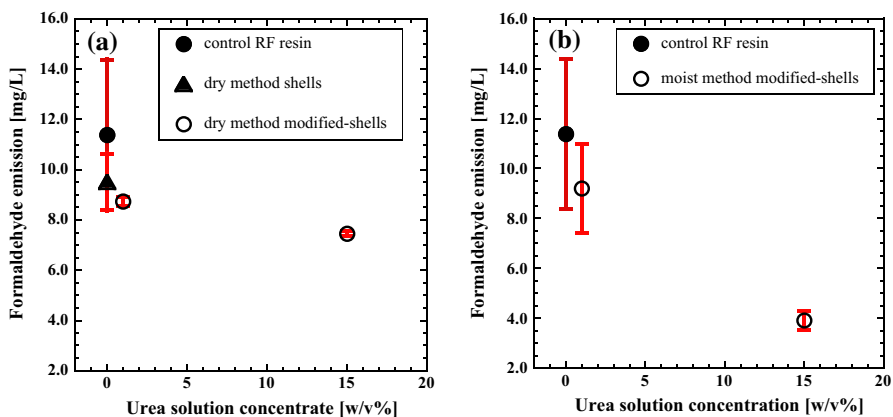 (a)
control RF resin
dry method shells
dry method modified-shells
Formaldehyde emission [mg/L]
16.0
14.0
12.0
10.0
8.0
6.0
4.0
2.0
0
5
10
15
20
Urea solution concentrate [w/v%]
(b)
control RF resin
moist method modified-shells
Formaldehyde emission [mg/L]
16.0
14.0
12.0
10.0
8.0
6.0
4.0
2.0
0
5
10
15
20
Urea solution concentration [w/v%]